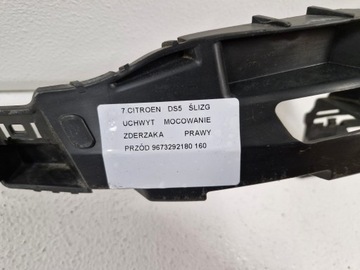 7 CITROEN DS5 ŚLIZG
UCHWYT MOCOWANIE
ZDERZAKA PRAWY
PRZÓD 9673292180 160